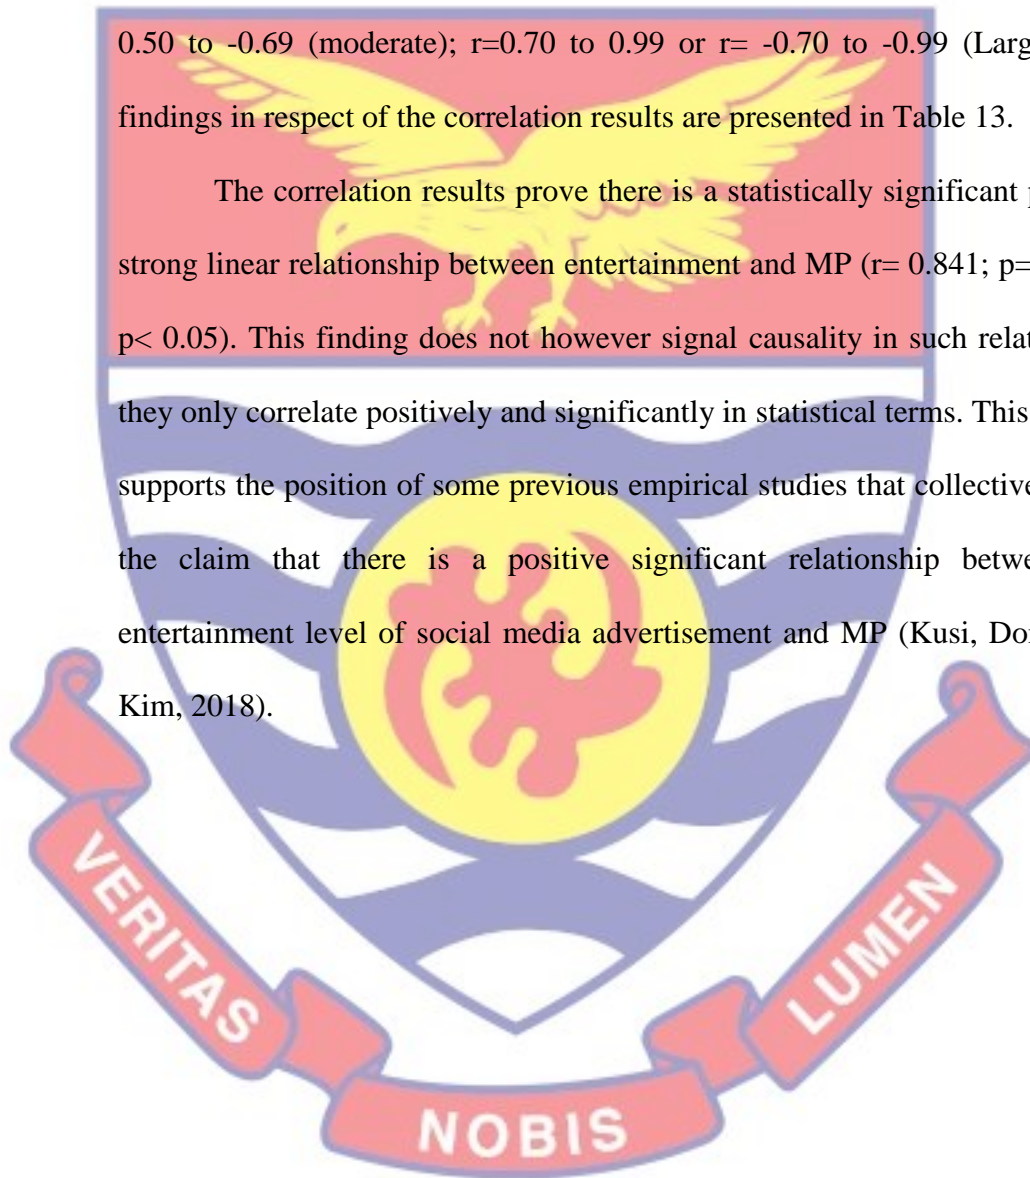 0.50 to -0.69 (moderate); r=0.70 to 0.99 or r= -0.70 to -0.99 (Larg
findings in respect of the correlation results are presented in Table 13.
The correlation results prove there is a statistically significant p
strong linear relationship between entertainment and MP (r= 0.841; p=
p< 0.05). This finding does not however signal causality in such relat
they only correlate positively and significantly in statistical terms. This
supports the position of some previous empirical studies that collective
the claim that there is a positive significant relationship betwe
entertainment level of social media advertisement and MP (Kusi, Do
Kim, 2018).
VERITAS
NOBIS
LUMEN